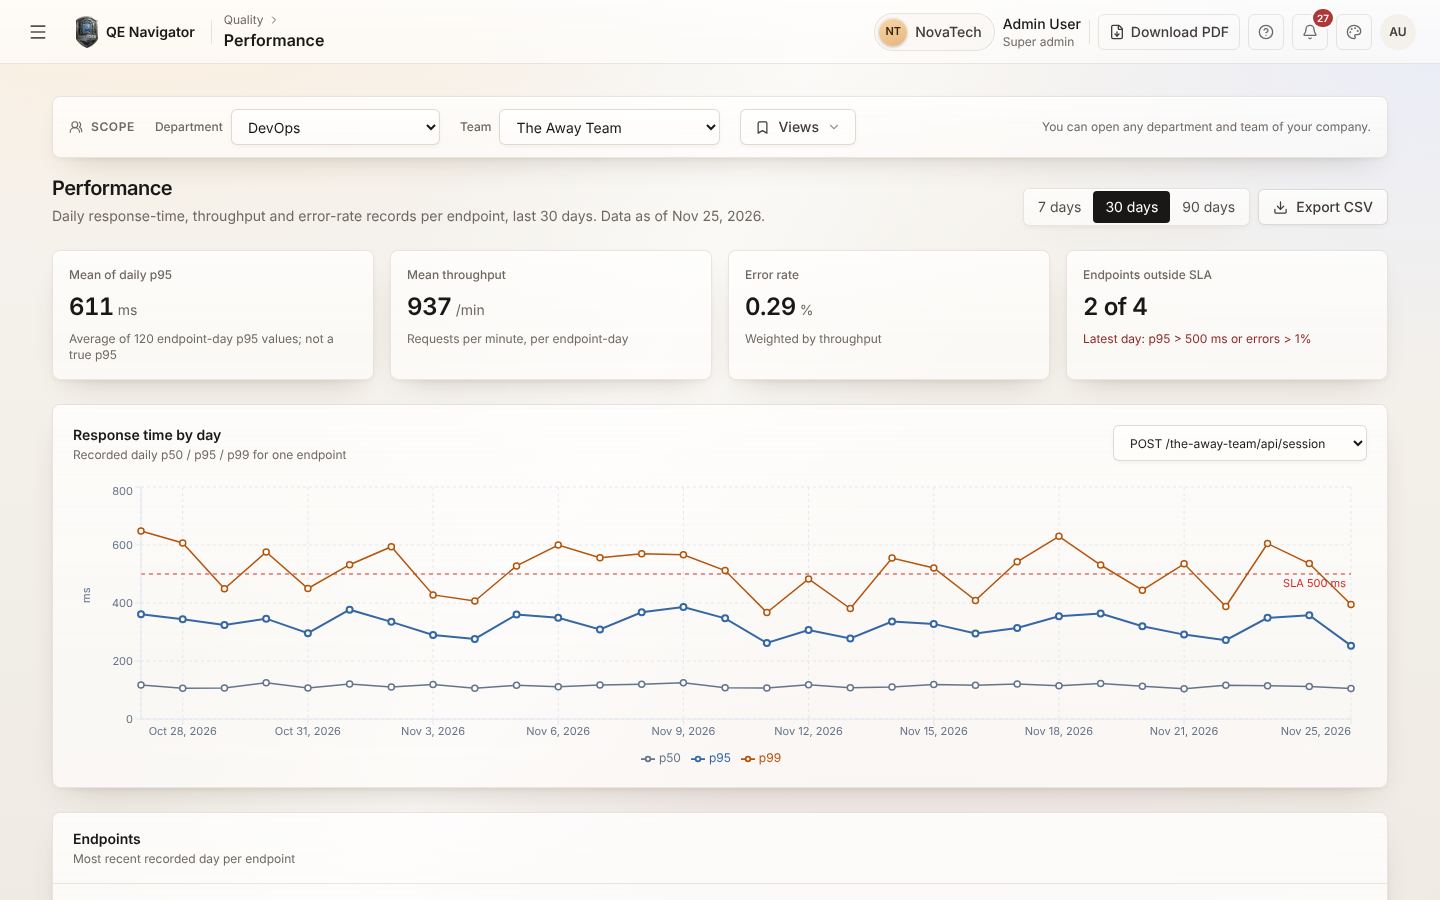 QE Navigator
Quality
Performance
NT NovaTech
Admin User
Super admin
Download PDF
27
AU
SCOPE Department DevOps Team The Away Team Views You can open any department and team of your company.
Performance
Daily response-time, throughput and error-rate records per endpoint, last 30 days. Data as of Nov 25, 2026.
7 days 30 days 90 days Export CSV
Mean of daily p95
611 ms
Average of 120 endpoint-day p95 values; not a
true p95
Mean throughput
937 /min
Requests per minute, per endpoint-day
Error rate
0.29 %
Weighted by throughput
Endpoints outside SLA
2 of 4
Latest day: p95 > 500 ms or errors > 1%
Response time by day
Recorded daily p50 / p95 / p99 for one endpoint
POST /the-away-team/api/session
800
600
400
200
0
ms
SLA 500 ms
Oct 28, 2026 Oct 31, 2026 Nov 3, 2026 Nov 6, 2026 Nov 9, 2026 Nov 12, 2026 Nov 15, 2026 Nov 18, 2026 Nov 21, 2026 Nov 25, 2026
p50 p95 p99
Endpoints
Most recent recorded day per endpoint